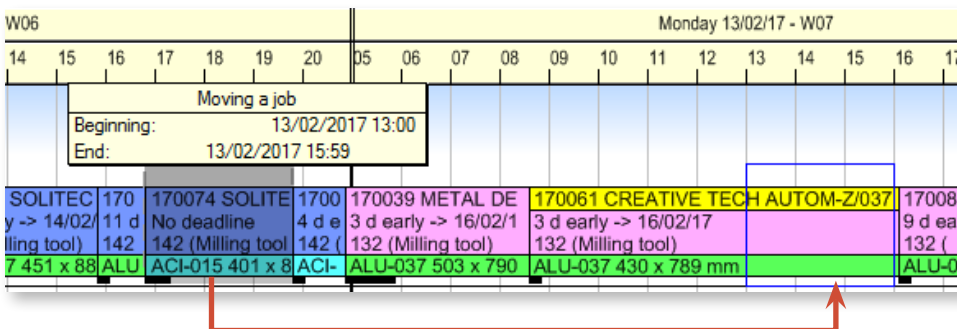 W06 Monday 13/02/17 - W07
14 15 16 17 18 19 20 05 06 07 08 09 10 11 12 13 14 15 16 17
Moving a job
Beginning: 13/02/2017 13:00
End: 13/02/2017 15:59
SOLITEC 170 170074 SOLITE 1700 170039 METAL DE 170061 CREATIVE TECH AUTOM-Z/037 17008
y -> 14/02/ 11 d No deadline 4 d e 3 d early -> 16/02/1 3 d early -> 16/02/17 9 d ea
lling tool) 142 142 (Milling tool 142 ( 132 (Milling tool) 132 (Milling tool) 132 (
7 451 x 88 ALU ACI-015 401 x 8 ACI- ALU-037 503 x 790 ALU-037 430 x 789 mm ALU-0